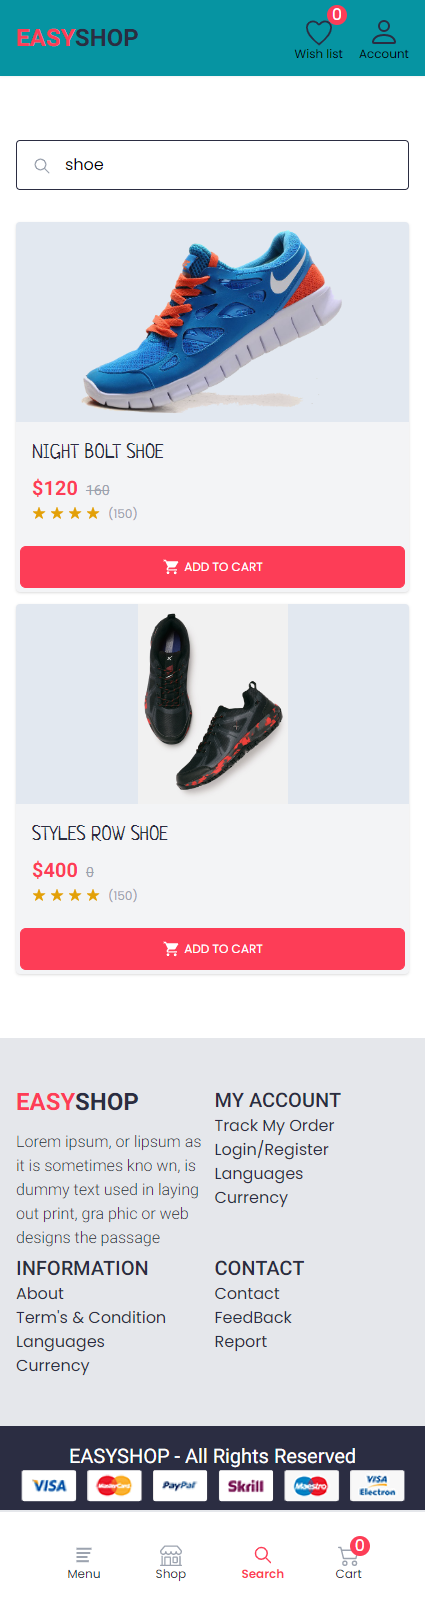 EASYSHOP
0
Wish list
Account
shoe
NIGHT BOLT SHOE
$120 160
(150)
ADD TO CART
STYLES ROW SHOE
$400 0
(150)
ADD TO CART
EASYSHOP
Lorem ipsum, or lipsum as
it is sometimes kno wn, is
dummy text used in laying
out print, gra phic or web
designs the passage
MY ACCOUNT
Track My Order
Login/Register
Languages
Currency
INFORMATION
About
Term's & Condition
Languages
Currency
CONTACT
Contact
FeedBack
Report
EASYSHOP - All Rights Reserved
VISA MasterCard PayPal Skrill Maestro VISA
Electron
Menu
Shop
Search
0
Cart